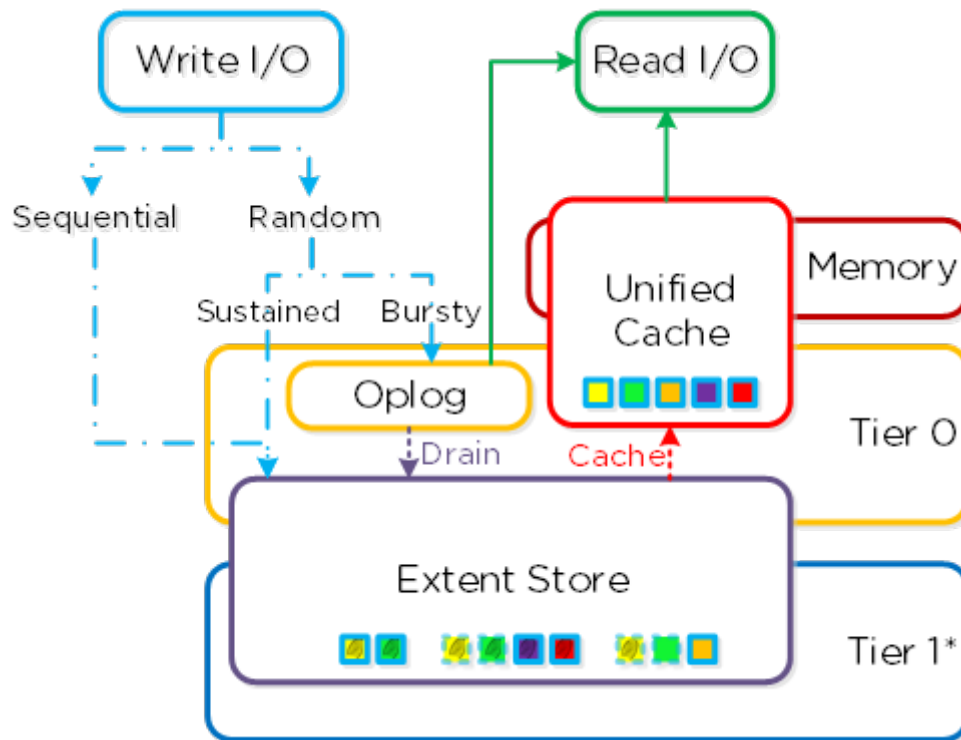 Write I/O
Read I/O
Sequential
Random
Memory
Unified
Cache
Sustained
Bursty
Oplog
Tier 0
Drain
Cache
Extent Store
Tier 1*